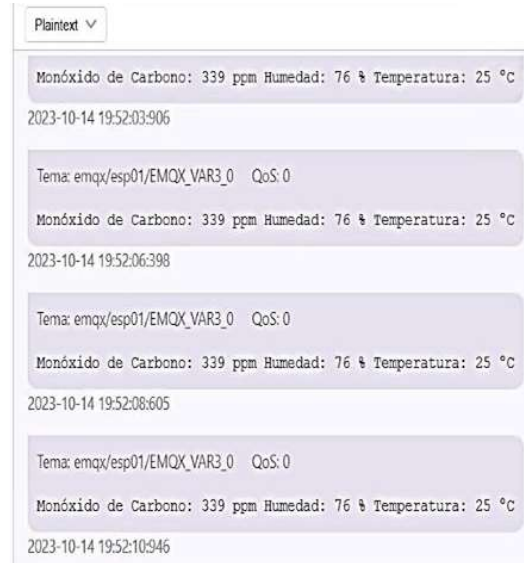 Plaintext
Monóxido de Carbono: 339 ppm Humedad: 76 % Temperatura: 25 °C
2023-10-14 19:52:03:906
Tema: emqx/esp01/EMQX_VAR3_0 QoS: 0
Monóxido de Carbono: 339 ppm Humedad: 76 % Temperatura: 25 °C
2023-10-14 19:52:06:398
Tema: emqx/esp01/EMQX_VAR3_0 QoS: 0
Monóxido de Carbono: 339 ppm Humedad: 76 % Temperatura: 25 °C
2023-10-14 19:52:08:605
Tema: emqx/esp01/EMQX_VAR3_0 QoS: 0
Monóxido de Carbono: 339 ppm Humedad: 76 % Temperatura: 25 °C
2023-10-14 19:52:10:946